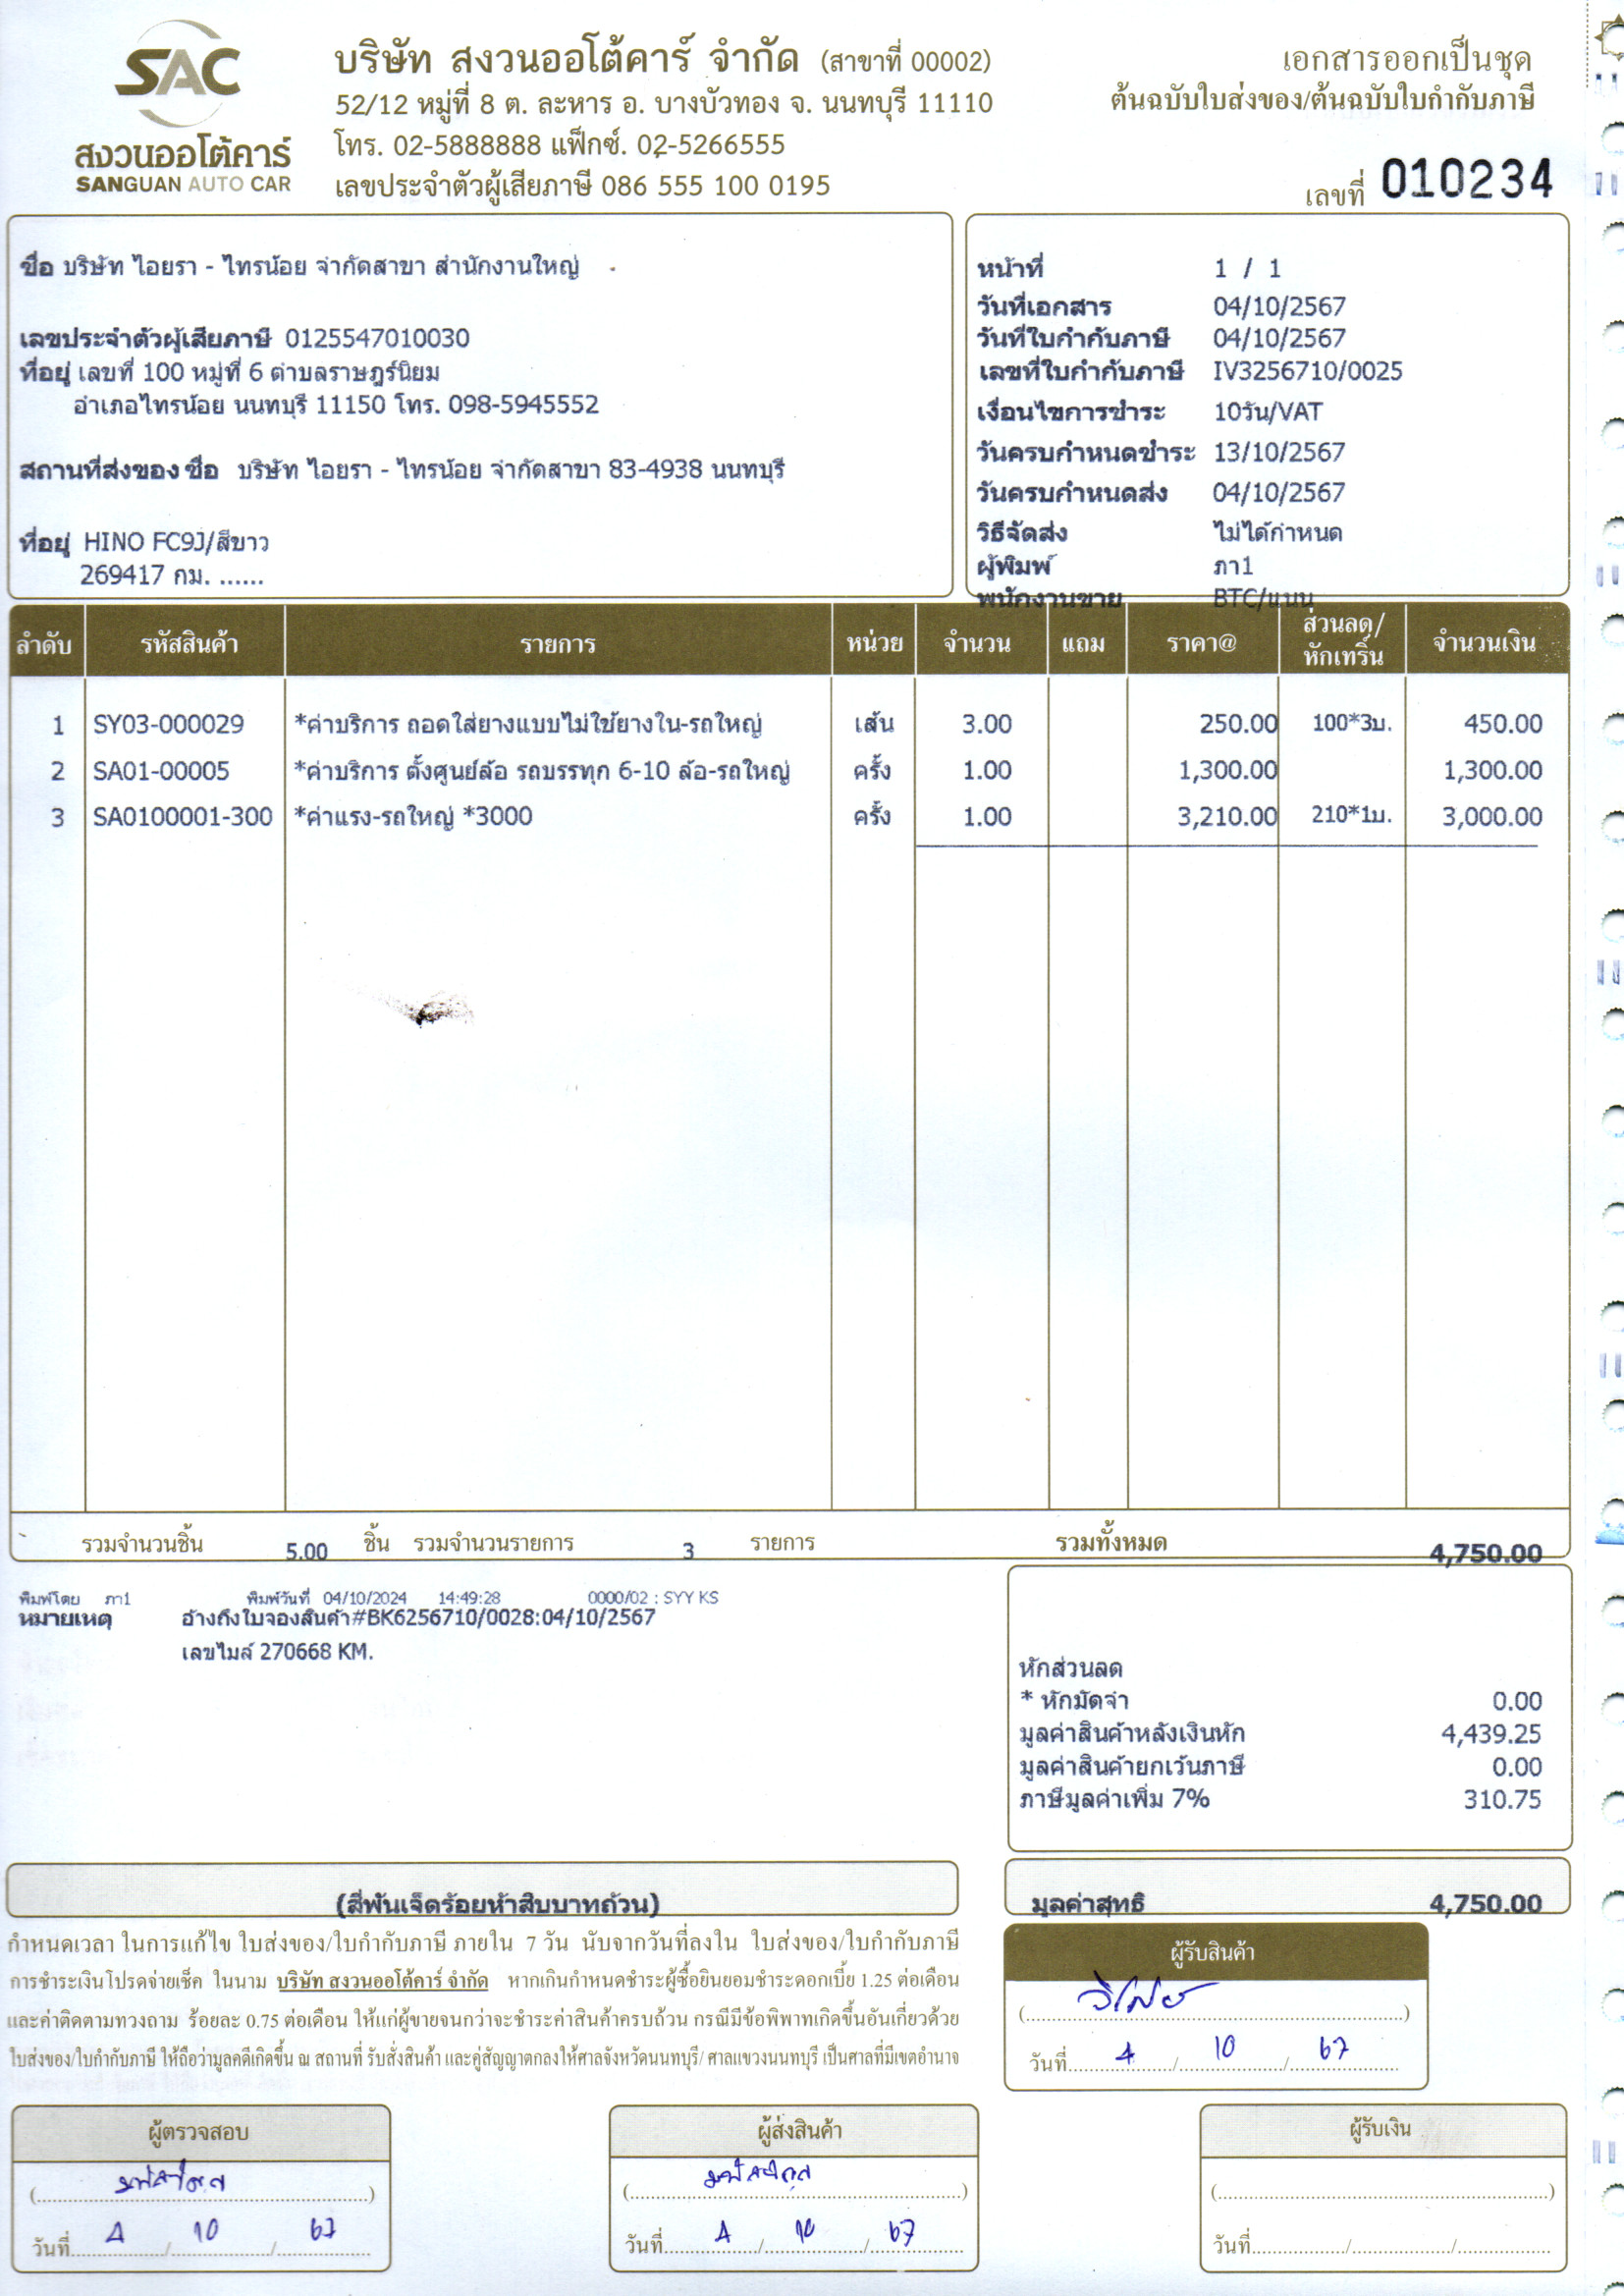 SAC
สงวนออโต้คาร์
SANGUAN AUTO CAR
บริษัท สงวนออโต้คาร์ จำกัด (สาขาที่ 00002)
52/12 หมู่ที่ 8 ต. ละหาร อ. บางบัวทอง จ. นนทบุรี 11110
โทร. 02-5888888 แฟ็กซ์. 02-5266555
เลขประจำตัวผู้เสียภาษี 086 555 100 0195
เอกสารออกเป็นชุด
ต้นฉบับใบส่งของ/ต้นฉบับใบกำกับภาษี
เลขที่ 010234
ชื่อ บริษัท ไอยรา - ไทรน้อย จำกัดสาขา สำนักงานใหญ่
เลขประจำตัวผู้เสียภาษี 0125547010030
ที่อยู่ เลขที่ 100 หมู่ที่ 6 ตำบลราษฎร์นิยม
อำเภอไทรน้อย นนทบุรี 11150 โทร. 098-5945552
สถานที่ส่งของ ชื่อ บริษัท ไอยรา - ไทรน้อย จำกัดสาขา 83-4938 นนทบุรี
ที่อยู่ HINO FC9J/สีขาว
269417 กม. ......
หน้าที่ 1 / 1
วันที่เอกสาร 04/10/2567
วันที่ใบกำกับภาษี 04/10/2567
เลขที่ใบกำกับภาษี IV3256710/0025
เงื่อนไขการชำระ 10วัน/VAT
วันครบกำหนดชำระ 13/10/2567
วันครบกำหนดส่ง 04/10/2567
วิธีจัดส่ง ไม่ได้กำหนด
ผู้พิมพ์ ภา1
พนักงานขาย BTC/แนน
ลำดับ รหัสสินค้า รายการ หน่วย จำนวน แถม ราคา@ ส่วนลด/หักเทริ์น จำนวนเงิน
1 SY03-000029 *ค่าบริการ ถอดใส่ยางแบบไม่ใช้ยางใน-รถใหญ่ เส้น 3.00 250.00 100*3บ. 450.00
2 SA01-00005 *ค่าบริการ ตั้งศูนย์ล้อ รถบรรทุก 6-10 ล้อ-รถใหญ่ ครั้ง 1.00 1,300.00 1,300.00
3 SA0100001-300 *ค่าแรง-รถใหญ่ *3000 ครั้ง 1.00 3,210.00 210*1บ. 3,000.00
รวมจำนวนชิ้น 5.00 ชิ้น รวมจำนวนรายการ 3 รายการ รวมทั้งหมด 4,750.00
พิมพ์โดย ภา1 พิมพ์วันที่ 04/10/2024 14:49:28 0000/02 : SYY KS
หมายเหตุ อ้างถึงใบจองสินค้า#BK6256710/0028:04/10/2567
เลขไมล์ 270668 KM.
หักส่วนลด
* หักมัดจำ 0.00
มูลค่าสินค้าหลังเงินหัก 4,439.25
มูลค่าสินค้ายกเว้นภาษี 0.00
ภาษีมูลค่าเพิ่ม 7% 310.75
(สี่พันเจ็ดร้อยห้าสิบบาทถ้วน)
มูลค่าสุทธิ 4,750.00
กำหนดเวลา ในการแก้ไข ใบส่งของ/ใบกำกับภาษี ภายใน 7 วัน นับจากวันที่ลงใน ใบส่งของ/ใบกำกับภาษี
การชำระเงินโปรดจ่ายเช็ค ในนาม บริษัท สงวนออโต้คาร์ จำกัด หากเกินกำหนดชำระผู้ซื้อยินยอมชำระดอกเบี้ย 1.25 ต่อเดือน
และค่าติดตามทวงถาม ร้อยละ 0.75 ต่อเดือน ให้แก่ผู้ขายจนกว่าจะชำระค่าสินค้าครบถ้วน กรณีมีข้อพิพาทเกิดขึ้นอันเกี่ยวด้วย
ใบส่งของ/ใบกำกับภาษี ให้ถือว่ามูลคดีเกิดขึ้น ณ สถานที่ รับสั่งสินค้า และคู่สัญญาตกลงให้ศาลจังหวัดนนทบุรี/ ศาลแขวงนนทบุรี เป็นศาลที่มีเขตอำนาจ
ผู้รับสินค้า
วันที่ 4 / 10 / 67
ผู้ตรวจสอบ
วันที่ 4 / 10 / 67
ผู้ส่งสินค้า
วันที่ 4 / 10 / 67
ผู้รับเงิน
วันที่ / /